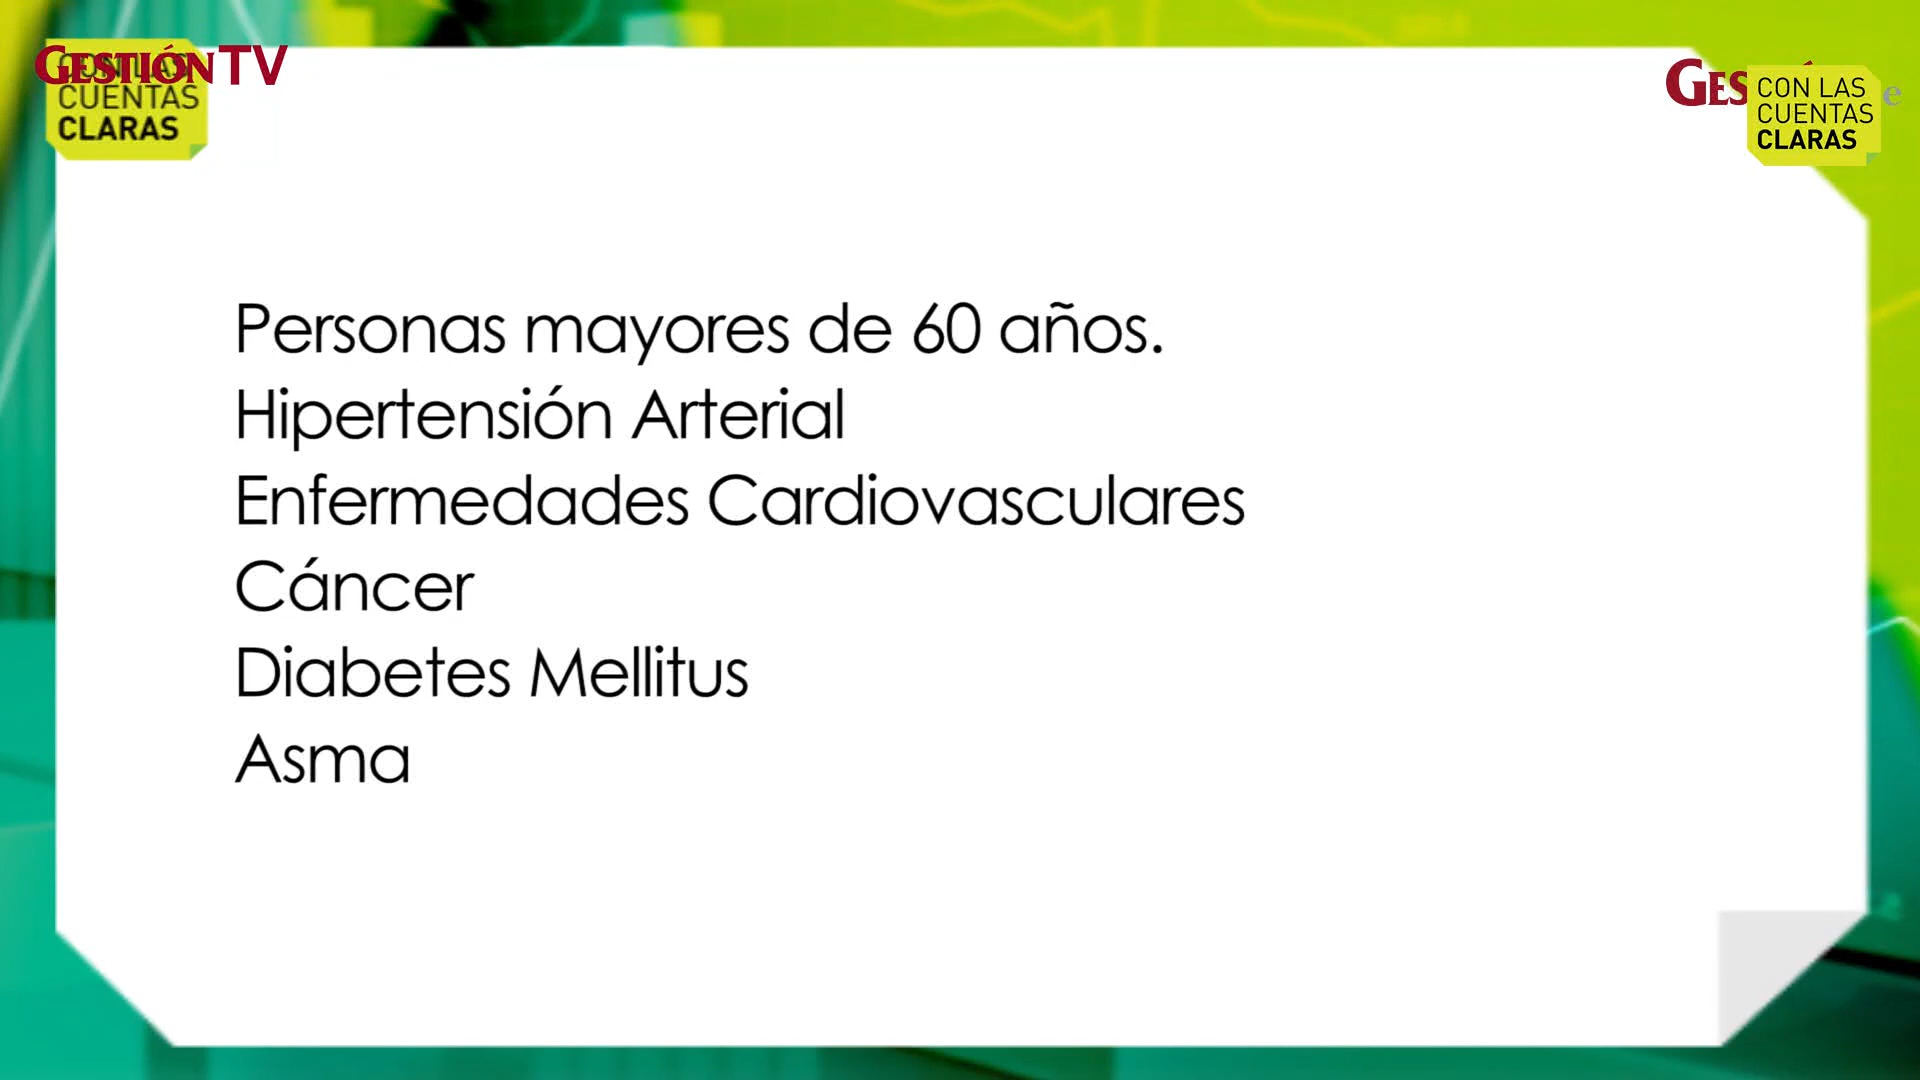 GESTIÓN TV
CUENTAS
CLARAS
CON LAS
CUENTAS
CLARAS
Personas mayores de 60 años.
Hipertensión Arterial
Enfermedades Cardiovasculares
Cáncer
Diabetes Mellitus
Asma